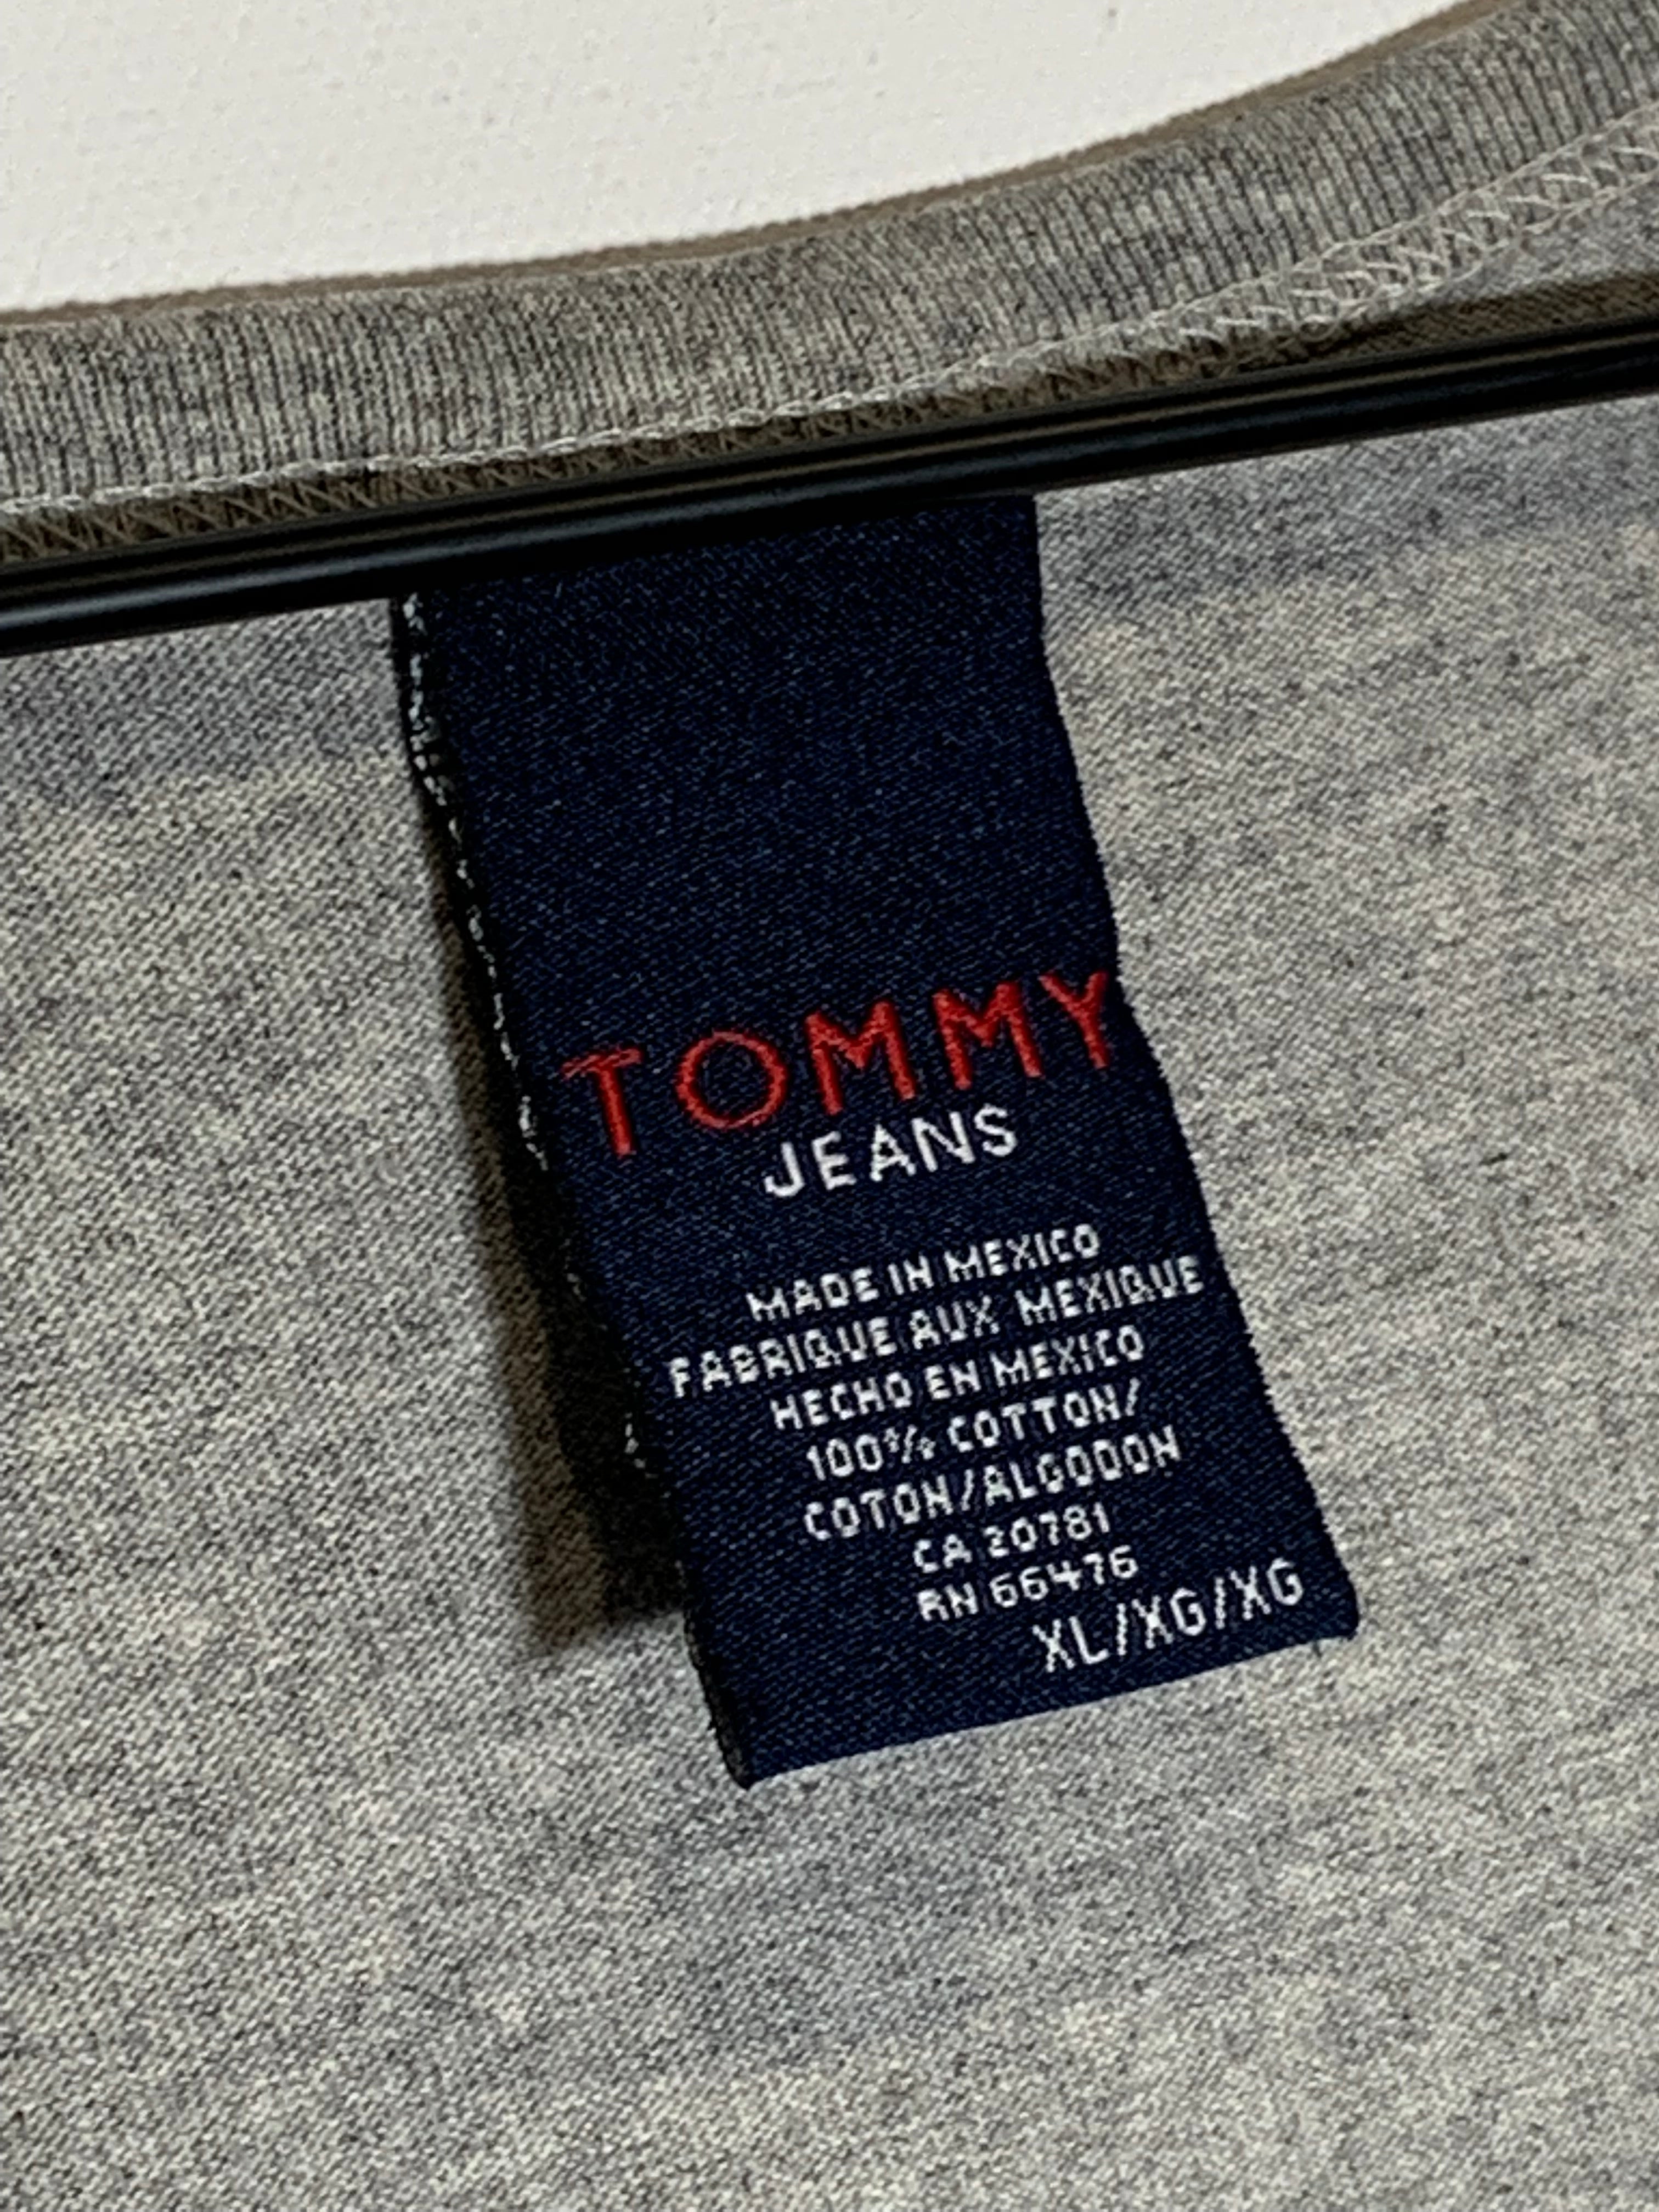 TOMMY
JEANS
MADE IN MEXICO
FABRIQUE AUX MEXIQUE
HECHO EN MEXICO
100% COTTON/
COTON/ALGODON
CA 20781
RN 66476
XL/XG/XG